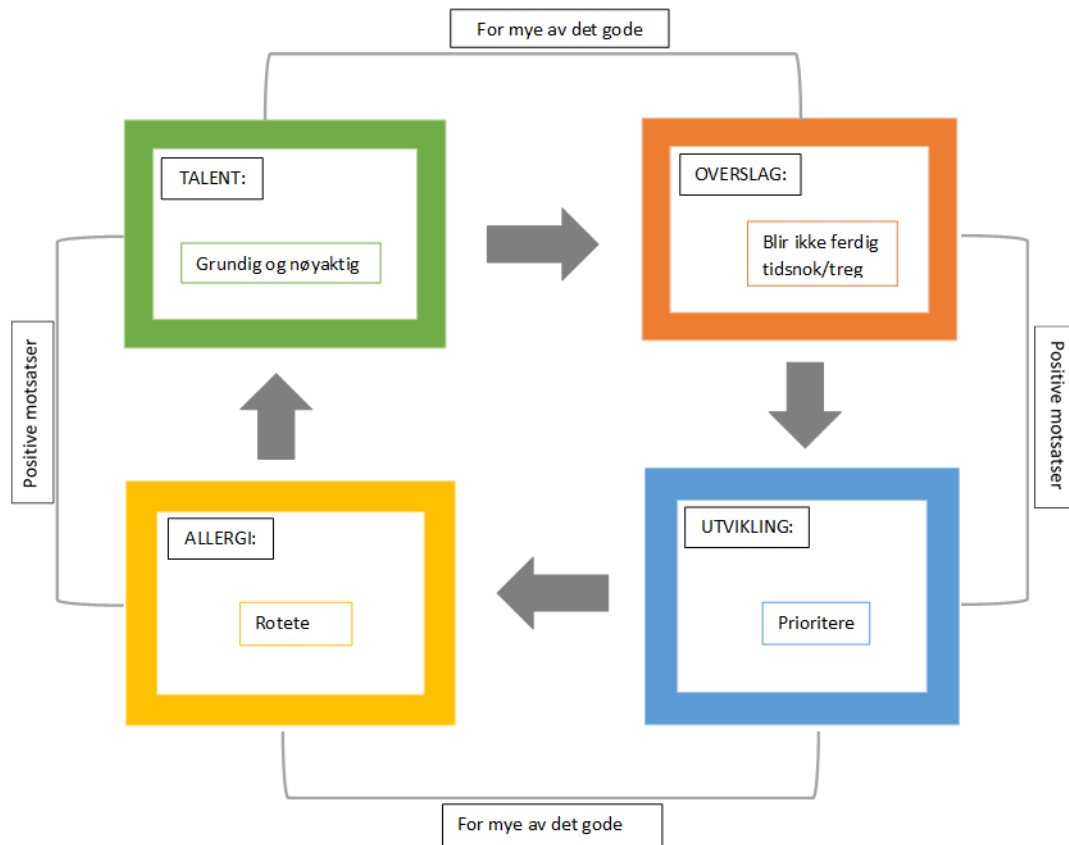 For mye av det gode
TALENT:
Grundig og nøyaktig
OVERSLAG:
Blir ikke ferdig
tidsnok/treg
Positive motsatser
Positive motsatser
ALLERGI:
Rotete
UTVIKLING:
Prioritere
For mye av det gode